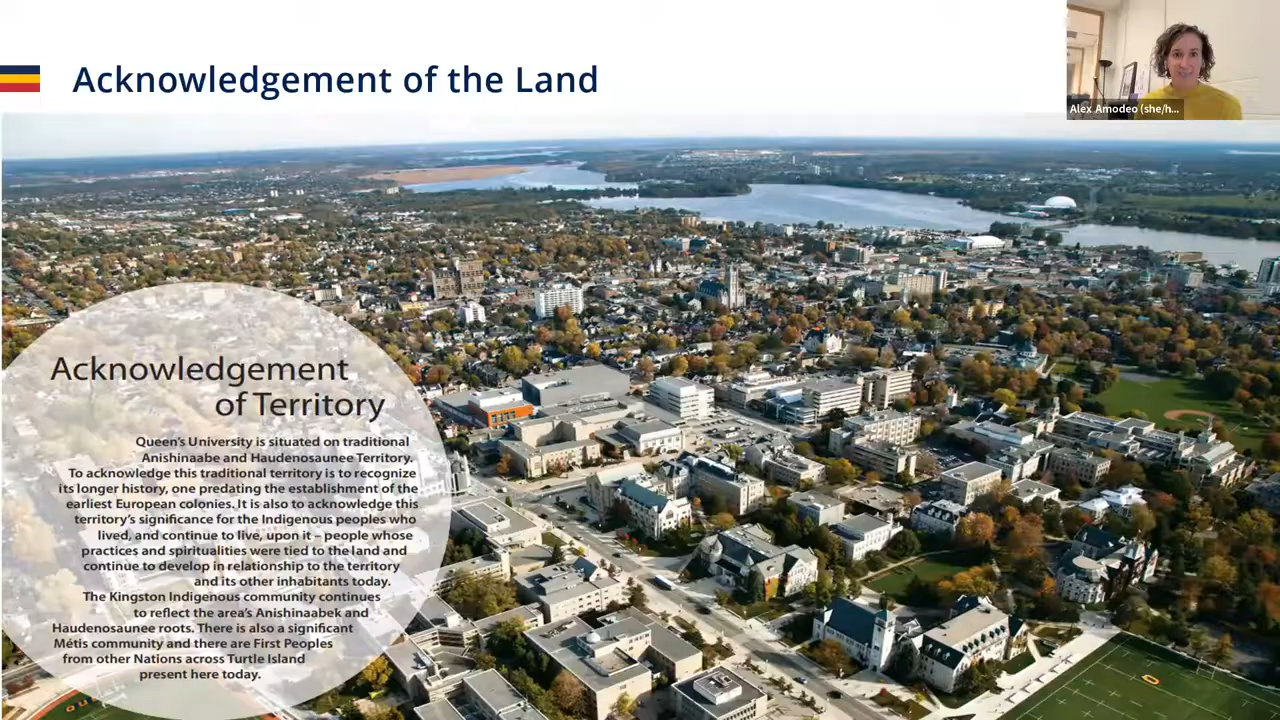 Acknowledgement of the Land
Alex Amodeo (she/h...
Acknowledgement
of Territory
Queen's University is situated on traditional
Anishinaabe and Haudenosaunee Territory.
To acknowledge this traditional territory is to recognize
its longer history, one predating the establishment of the
earliest European colonies. It is also to acknowledge this
territory's significance for the Indigenous peoples who
lived, and continue to live, upon it – people whose
practices and spiritualities were tied to the land and
continue to develop in relationship to the territory
and its other inhabitants today.
The Kingston Indigenous community continues
to reflect the area's Anishinaabek and
Haudenosaunee roots. There is also a significant
Métis community and there are First Peoples
from other Nations across Turtle Island
present here today.